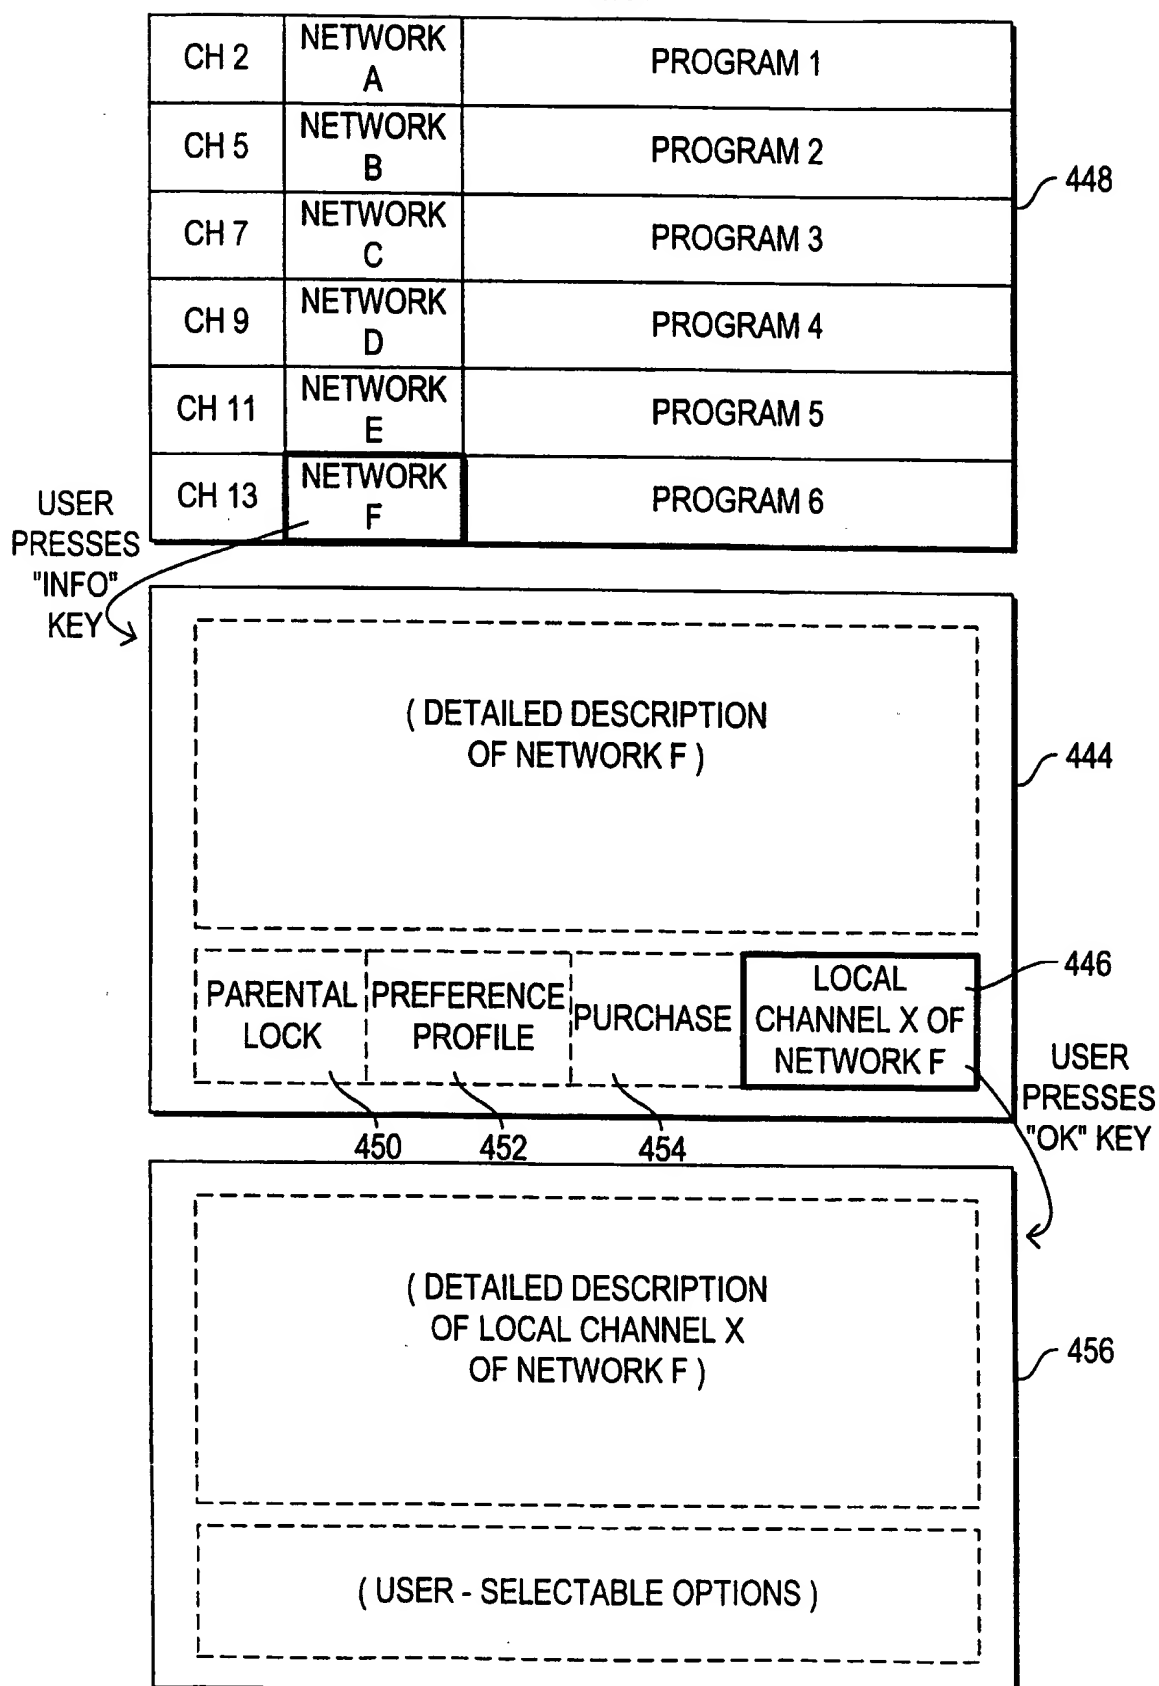 CH 2
NETWORK
A
PROGRAM 1
CH 5
NETWORK
B
PROGRAM 2
448
CH 7
NETWORK
C
PROGRAM 3
CH 9
NETWORK
D
PROGRAM 4
CH 11
NETWORK
E
PROGRAM 5
CH 13
NETWORK
F
PROGRAM 6
USER
PRESSES
"INFO"
KEY
( DETAILED DESCRIPTION
OF NETWORK F )
444
PARENTAL
LOCK
PREFERENCE
PROFILE
PURCHASE
LOCAL
CHANNEL X OF
NETWORK F
446
USER
PRESSES
"OK" KEY
450
452
454
( DETAILED DESCRIPTION
OF LOCAL CHANNEL X
OF NETWORK F )
456
( USER - SELECTABLE OPTIONS )